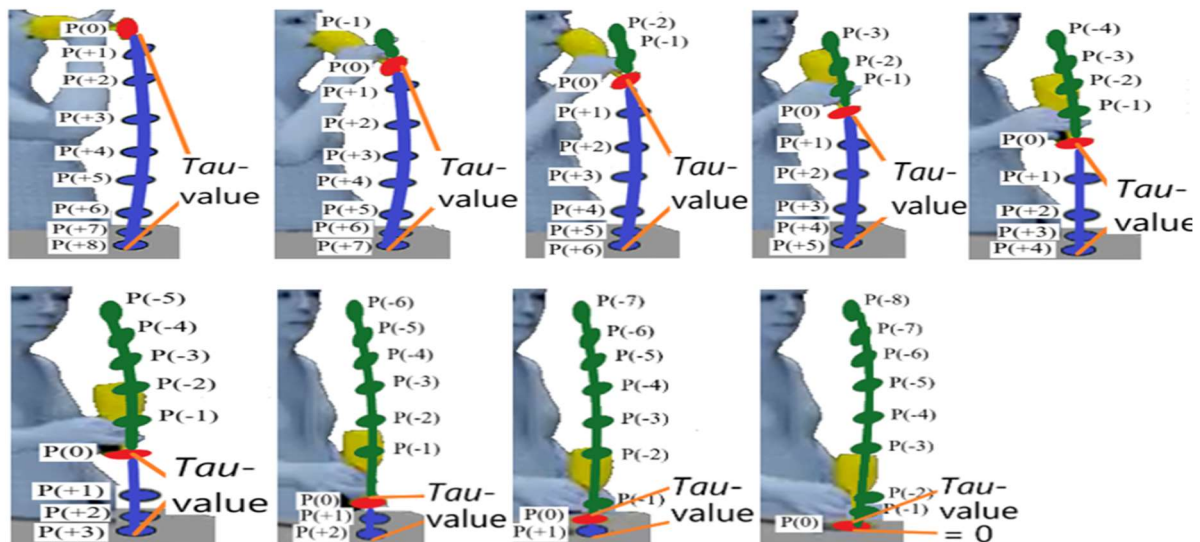 P(0)
P(+1)
P(+2)
P(+3)
P(+4)
P(+5)
P(+6)
P(+7)
P(+8)
Tau-
value
P(-1)
P(0)
P(+1)
P(+2)
P(+3)
P(+4)
P(+5)
P(+6)
P(+7)
Tau-
value
P(-2)
P(-1)
P(0)
P(+1)
P(+2)
P(+3)
P(+4)
P(+5)
P(+6)
Tau-
value
P(-3)
P(-2)
P(-1)
P(0)
P(+1)
P(+2)
P(+3)
P(+4)
P(+5)
Tau-
value
P(-4)
P(-3)
P(-2)
P(-1)
P(0)
P(+1)
P(+2)
P(+3)
P(+4)
Tau-
value
P(-5)
P(-4)
P(-3)
P(-2)
P(-1)
P(0)
P(+1)
P(+2)
P(+3)
Tau-
value
P(-6)
P(-5)
P(-4)
P(-3)
P(-2)
P(-1)
P(0)
P(+1)
P(+2)
Tau-
value
P(-7)
P(-6)
P(-5)
P(-4)
P(-3)
P(-2)
P(-1)
P(0)
P(+1)
Tau-
value
P(-8)
P(-7)
P(-6)
P(-5)
P(-4)
P(-3)
P(-2)
P(-1)
P(0)
Tau-
value
= 0